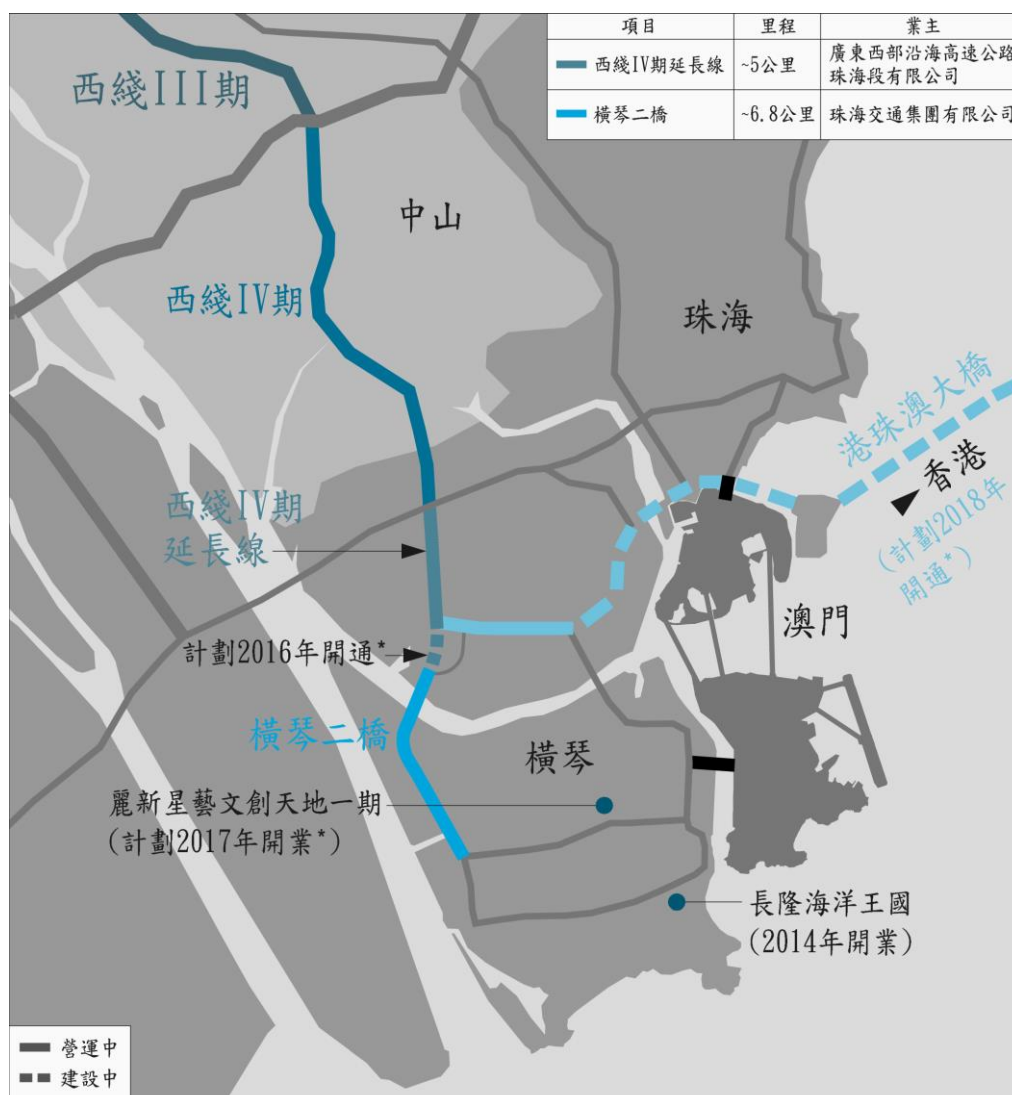 項目 里程 業主
西綫IV期延長線 ~5公里 廣東西部沿海高速公路
珠海段有限公司
橫琴二橋 ~6.8公里 珠海交通集團有限公司
西綫III期
中山
西綫IV期
珠海
港珠澳大橋
香港
(計劃2018年
開通*)
西綫IV期
延長線
澳門
計劃2016年開通*
橫琴二橋
橫琴
麗新星藝文創天地一期
(計劃2017年開業*)
長隆海洋王國
(2014年開業)
營運中
建設中